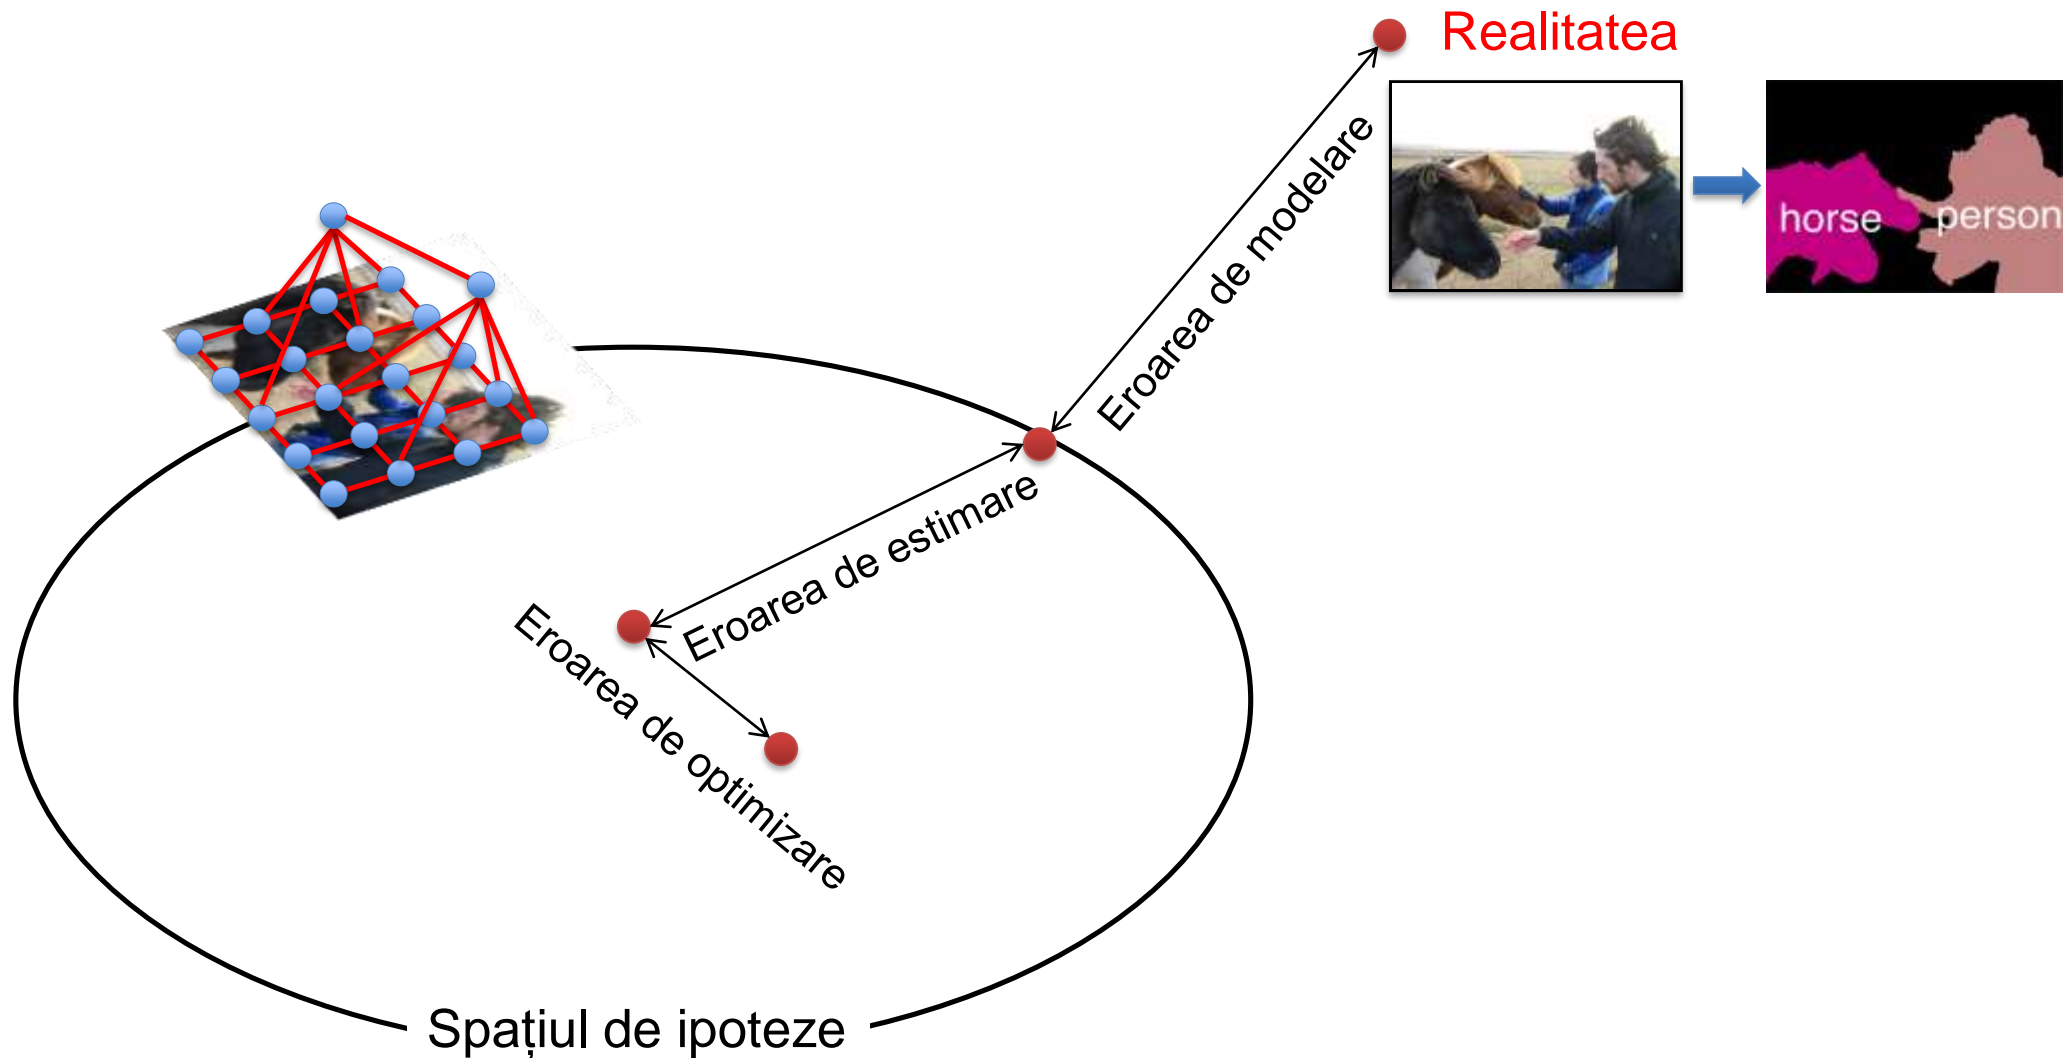 Realitatea
horse
person
Eroarea de modelare
Eroarea de estimare
Eroarea de optimizare
Spațiul de ipoteze